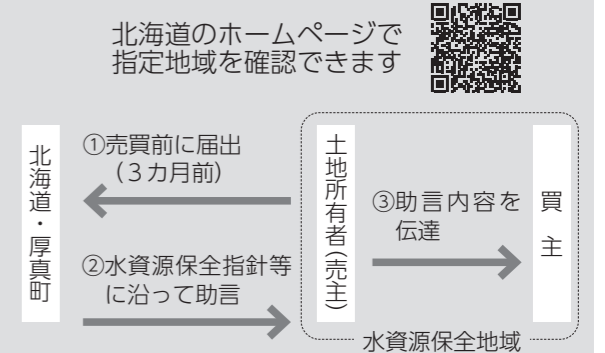 北海道のホームページで
指定地域を確認できます
北海道・厚真町
①売買前に届出
（３カ月前）
②水資源保全指針等
に沿って助言
土地所有者（売主）
③助言内容を
伝達
買主
水資源保全地域